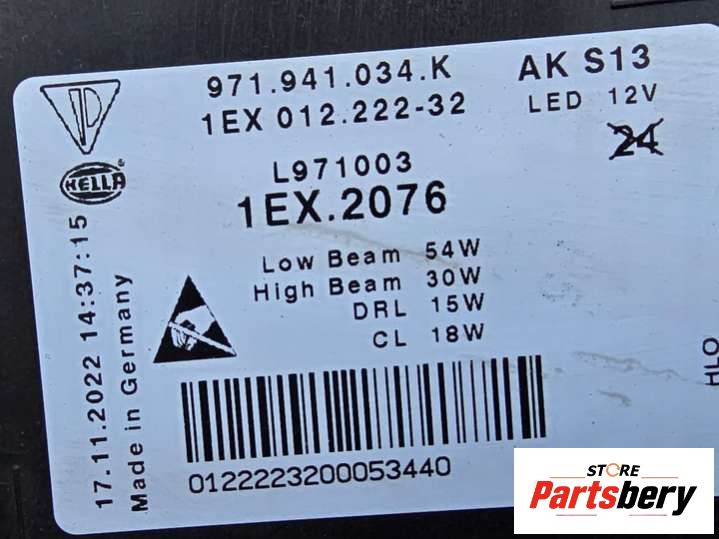 971.941.034.K
AK S13
1EX 012.222-32
LED 12V
24
HELLA
®
L971003
1EX.2076
Low Beam 54W
High Beam 30W
DRL 15W
CL 18W
17.11.2022 14:37:15
Made in Germany
0122223200053440
HLO
STORE
Partsbery